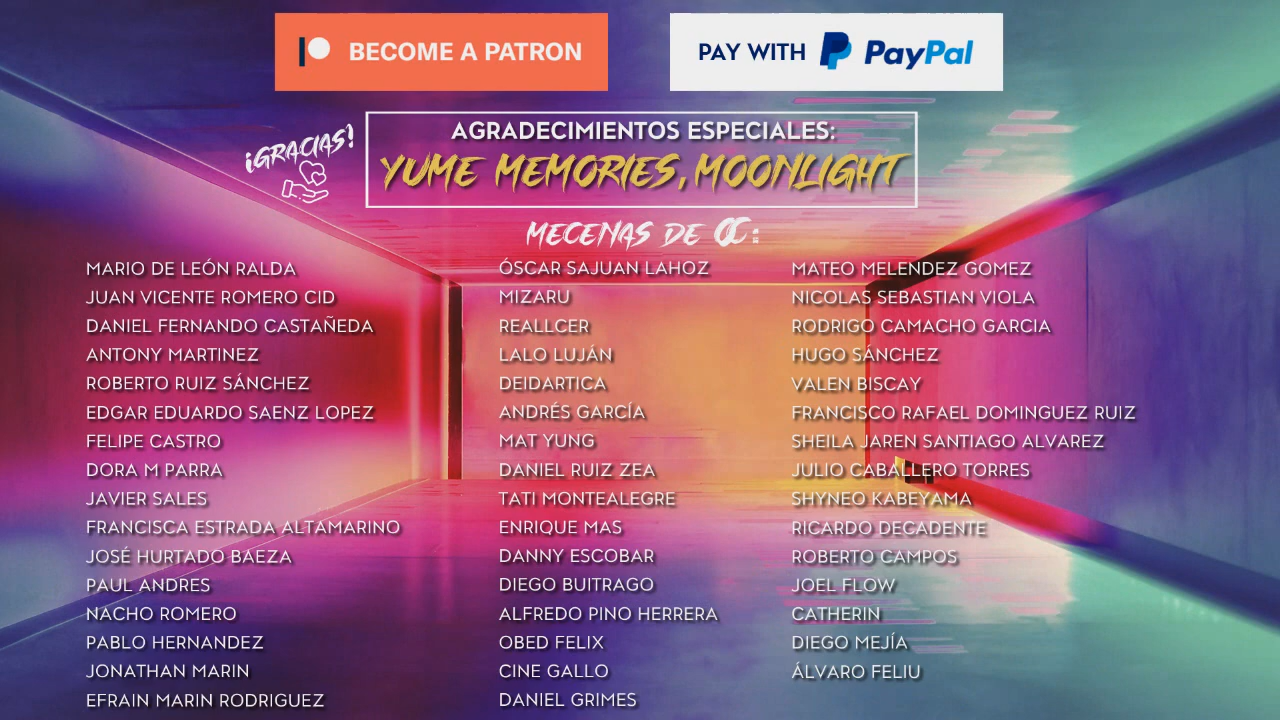 BECOME A PATRON
PAY WITH PayPal
¡GRACIAS!
AGRADECIMIENTOS ESPECIALES:
YUME MEMORIES, MOONLIGHT
MECENAS DE OC:
MARIO DE LEÓN RALDA
JUAN VICENTE ROMERO CID
DANIEL FERNANDO CASTAÑEDA
ANTONY MARTINEZ
ROBERTO RUIZ SÁNCHEZ
EDGAR EDUARDO SAENZ LOPEZ
FELIPE CASTRO
DORA M PARRA
JAVIER SALES
FRANCISCA ESTRADA ALTAMARINO
JOSÉ HURTADO BAEZA
PAUL ANDRES
NACHO ROMERO
PABLO HERNANDEZ
JONATHAN MARIN
EFRAIN MARIN RODRIGUEZ
ÓSCAR SAJUAN LAHOZ
MIZARU
REALLCER
LALO LUJÁN
DEIDARTICA
ANDRÉS GARCÍA
MAT YUNG
DANIEL RUIZ ZEA
TATI MONTEALEGRE
ENRIQUE MAS
DANNY ESCOBAR
DIEGO BUITRAGO
ALFREDO PINO HERRERA
OBED FELIX
CINE GALLO
DANIEL GRIMES
MATEO MELENDEZ GOMEZ
NICOLAS SEBASTIAN VIOLA
RODRIGO CAMACHO GARCIA
HUGO SÁNCHEZ
VALEN BISCAY
FRANCISCO RAFAEL DOMINGUEZ RUIZ
SHEILA JAREN SANTIAGO ALVAREZ
JULIO CABALLERO TORRES
SHYNEO KABEYAMA
RICARDO DECADENTE
ROBERTO CAMPOS
JOEL FLOW
CATHERIN
DIEGO MEJÍA
ÁLVARO FELIU